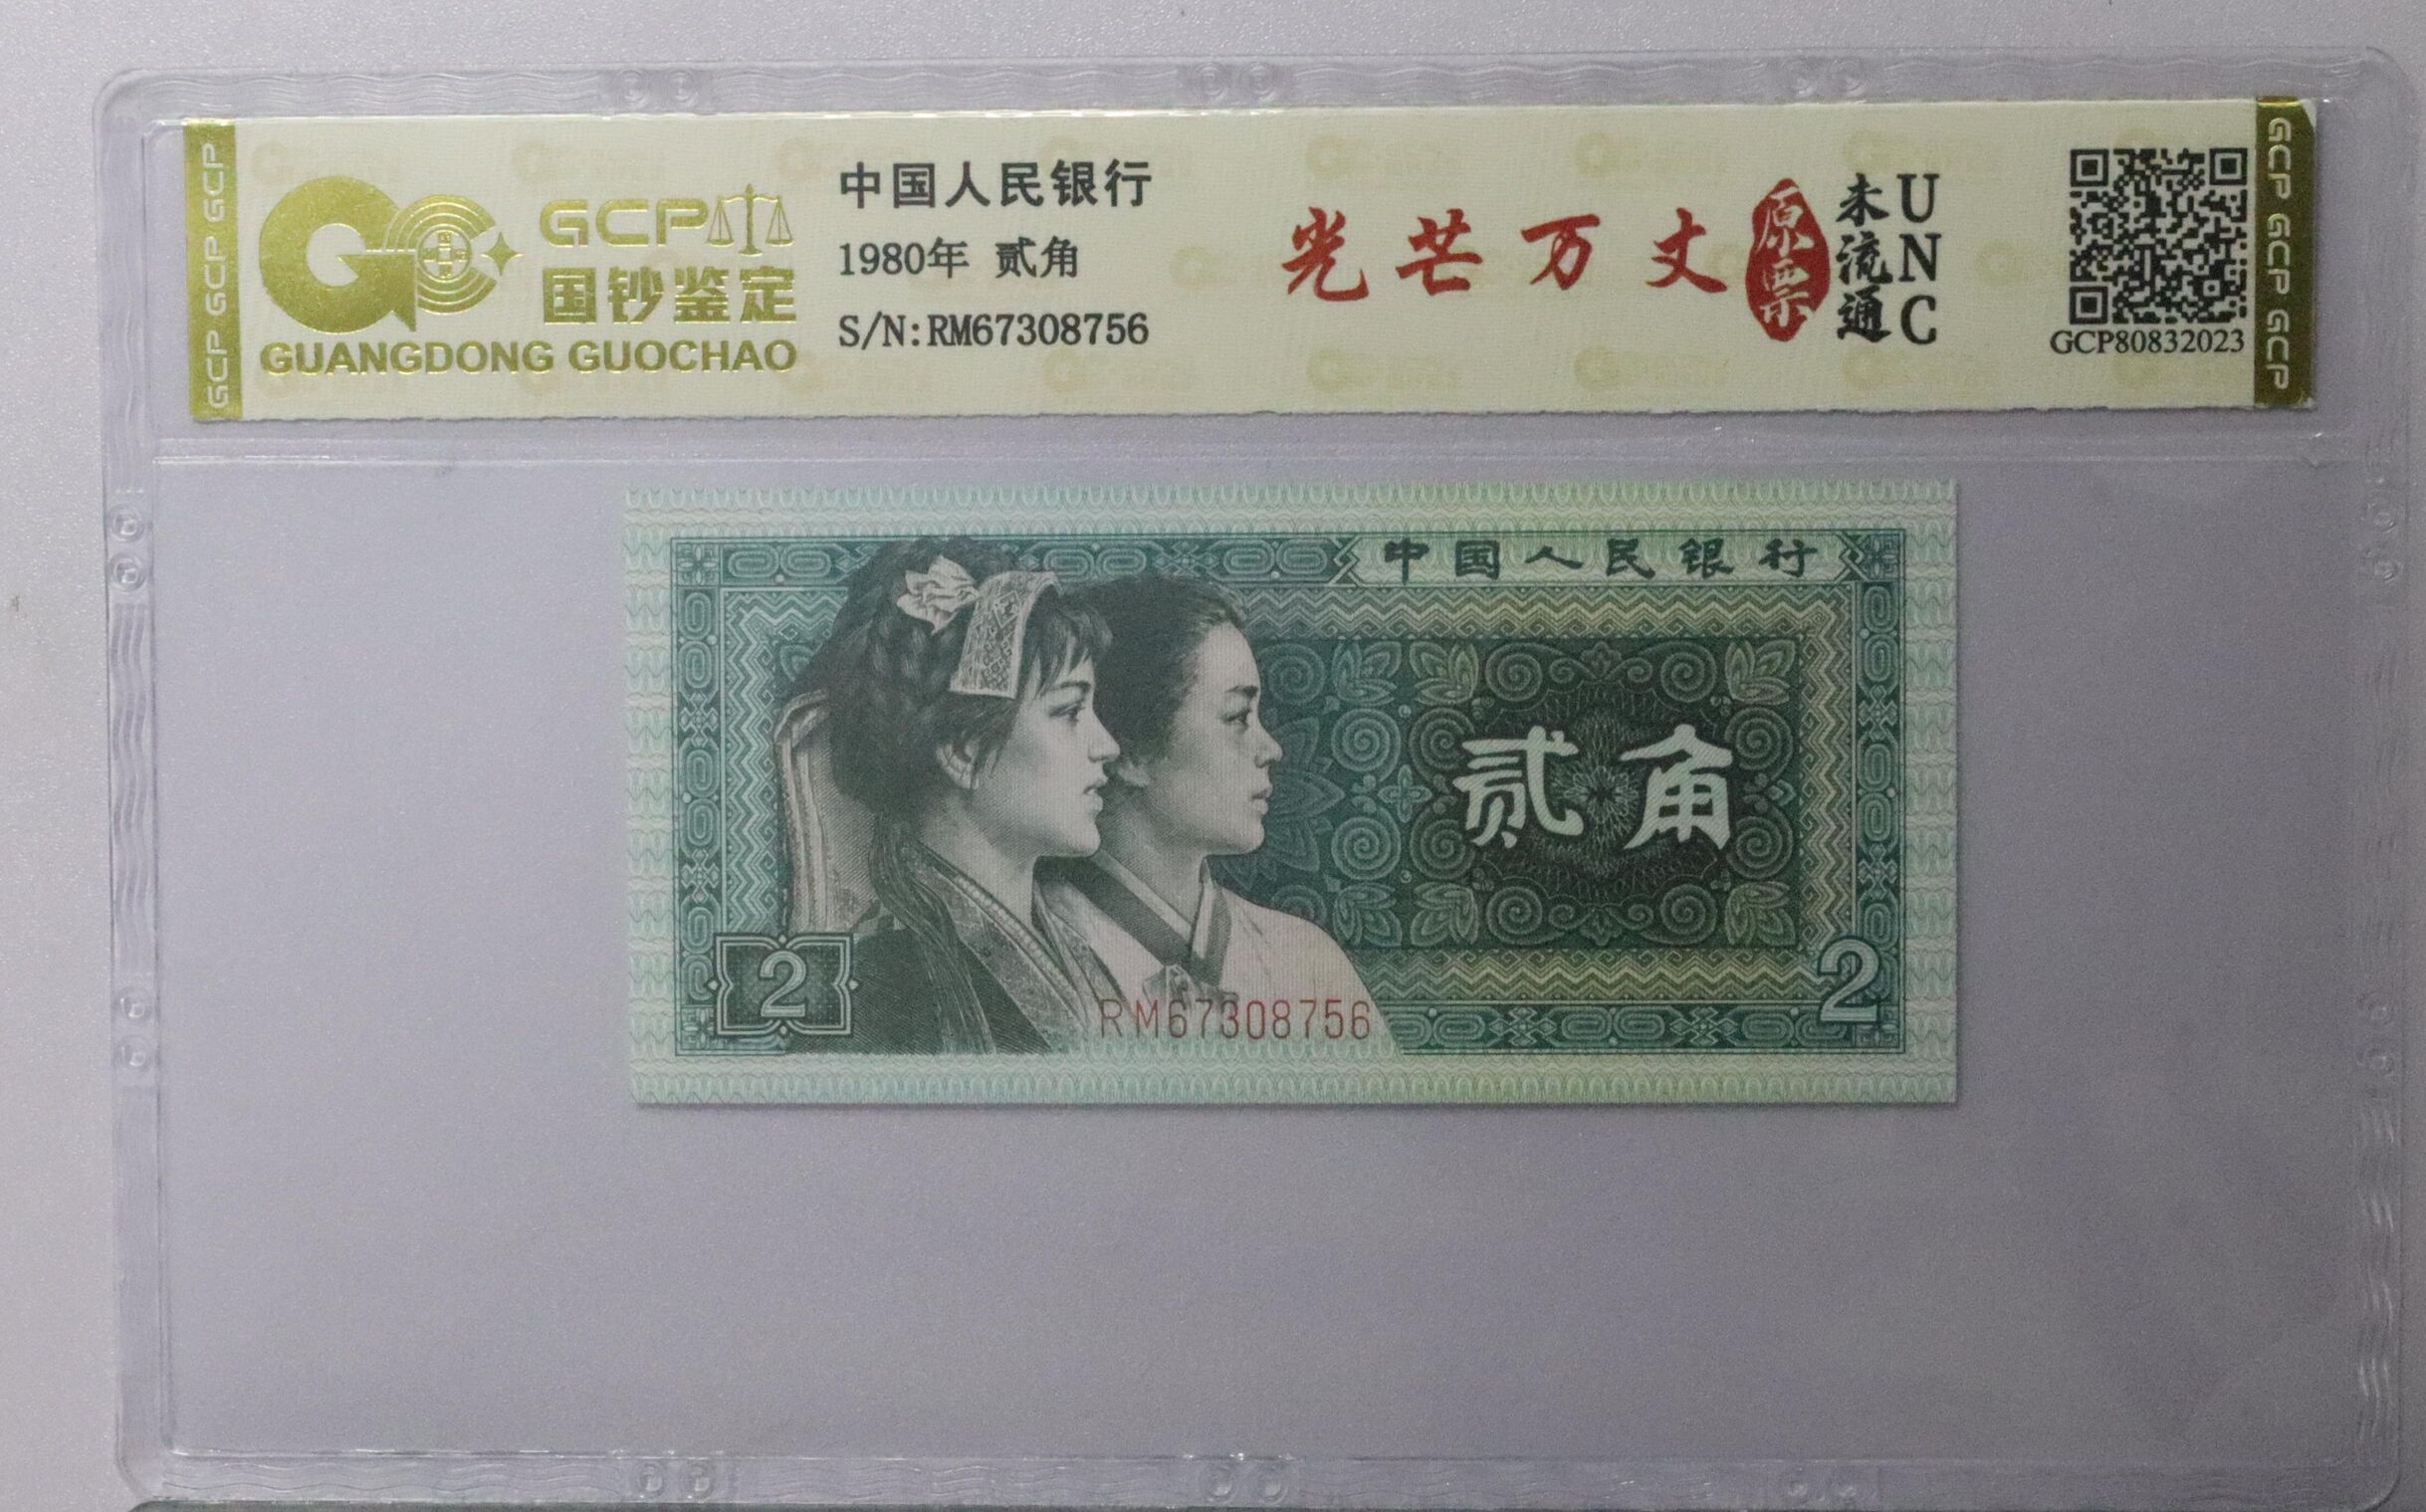 GCP GCP GCP
GCP
国钞鉴定
GUANGDONG GUOCHAO
中国人民银行
1980年 贰角
S/N:RM67308756
光芒万丈
原票
未流通
UNC
GCP80832023
GCP GCP GCP
中国人民银行
贰角
2
RM67308756
2